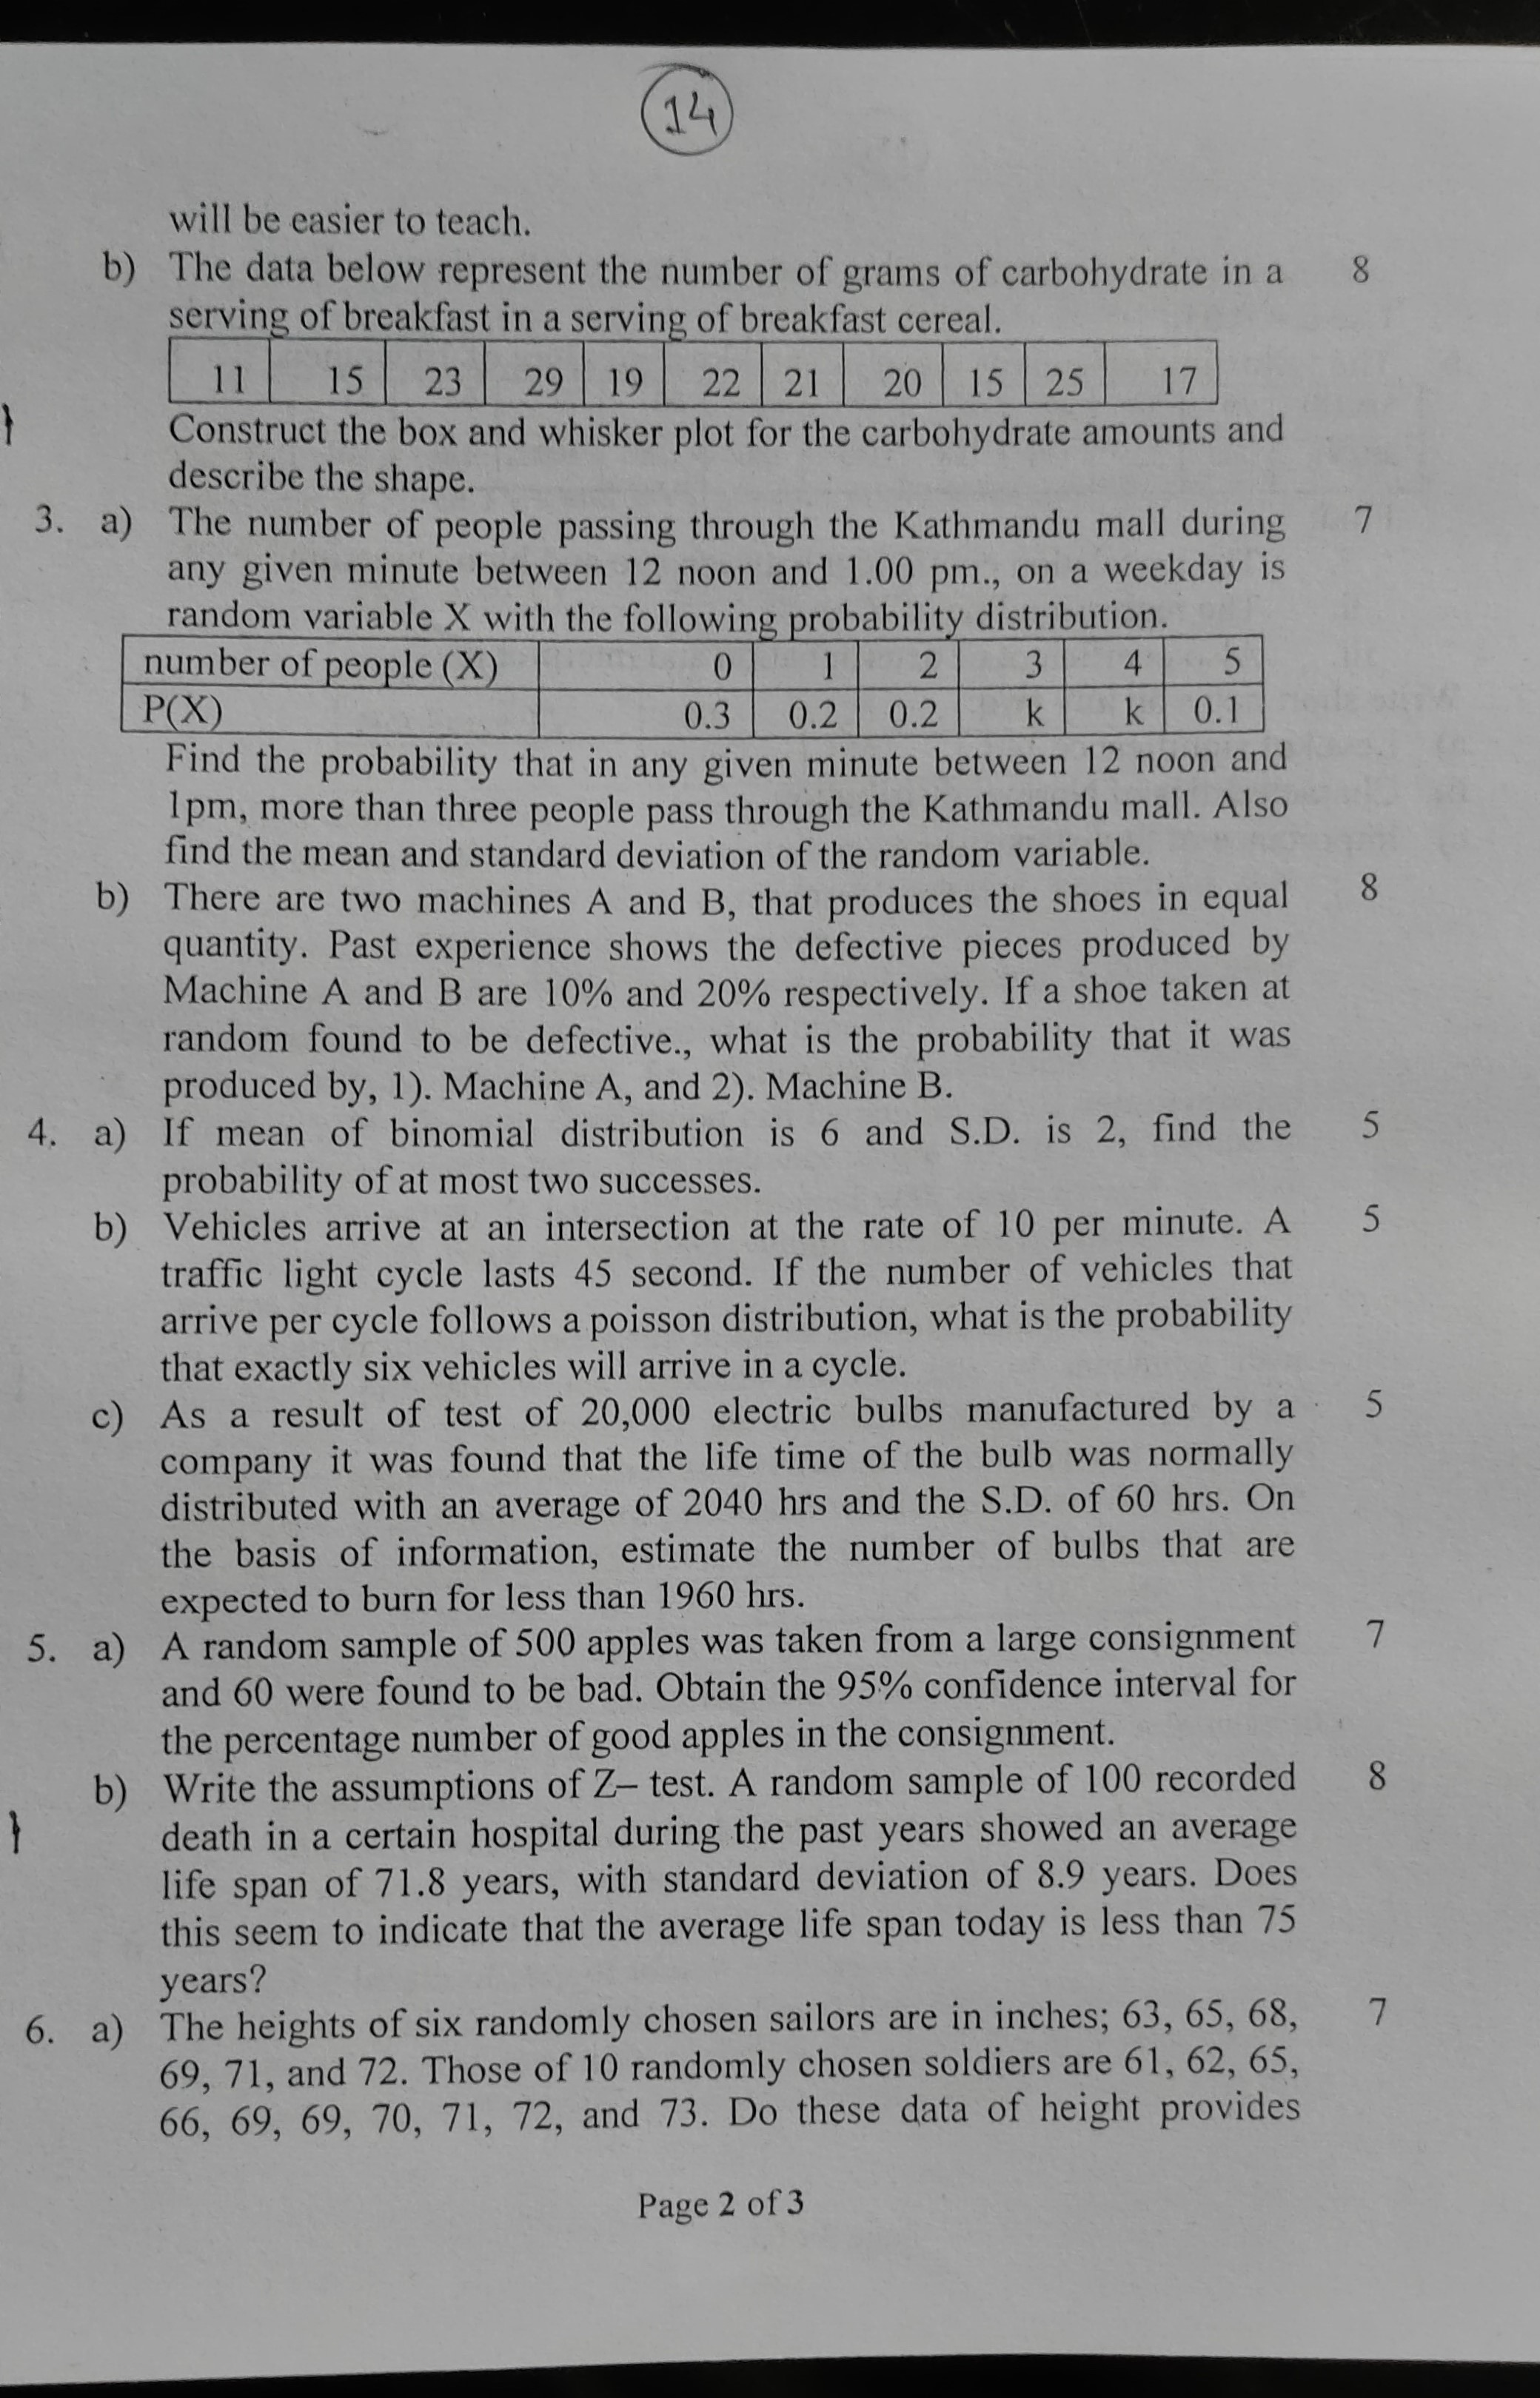 14
will be easier to teach.
b) The data below represent the number of grams of carbohydrate in a 8
serving of breakfast in a serving of breakfast cereal.
11 15 23 29 19 22 21 20 15 25 17
Construct the box and whisker plot for the carbohydrate amounts and
describe the shape.
3. a) The number of people passing through the Kathmandu mall during 7
any given minute between 12 noon and 1.00 pm., on a weekday is
random variable X with the following probability distribution.
number of people (X) 0 1 2 3 4 5
P(X) 0.3 0.2 0.2 k k 0.1
Find the probability that in any given minute between 12 noon and
1pm, more than three people pass through the Kathmandu mall. Also
find the mean and standard deviation of the random variable.
b) There are two machines A and B, that produces the shoes in equal 8
quantity. Past experience shows the defective pieces produced by
Machine A and B are 10% and 20% respectively. If a shoe taken at
random found to be defective., what is the probability that it was
produced by, 1). Machine A, and 2). Machine B.
4. a) If mean of binomial distribution is 6 and S.D. is 2, find the 5
probability of at most two successes.
b) Vehicles arrive at an intersection at the rate of 10 per minute. A 5
traffic light cycle lasts 45 second. If the number of vehicles that
arrive per cycle follows a poisson distribution, what is the probability
that exactly six vehicles will arrive in a cycle.
c) As a result of test of 20,000 electric bulbs manufactured by a 5
company it was found that the life time of the bulb was normally
distributed with an average of 2040 hrs and the S.D. of 60 hrs. On
the basis of information, estimate the number of bulbs that are
expected to burn for less than 1960 hrs.
5. a) A random sample of 500 apples was taken from a large consignment 7
and 60 were found to be bad. Obtain the 95% confidence interval for
the percentage number of good apples in the consignment.
b) Write the assumptions of Z– test. A random sample of 100 recorded 8
death in a certain hospital during the past years showed an average
life span of 71.8 years, with standard deviation of 8.9 years. Does
this seem to indicate that the average life span today is less than 75
years?
6. a) The heights of six randomly chosen sailors are in inches; 63, 65, 68, 7
69, 71, and 72. Those of 10 randomly chosen soldiers are 61, 62, 65,
66, 69, 69, 70, 71, 72, and 73. Do these data of height provides
Page 2 of 3